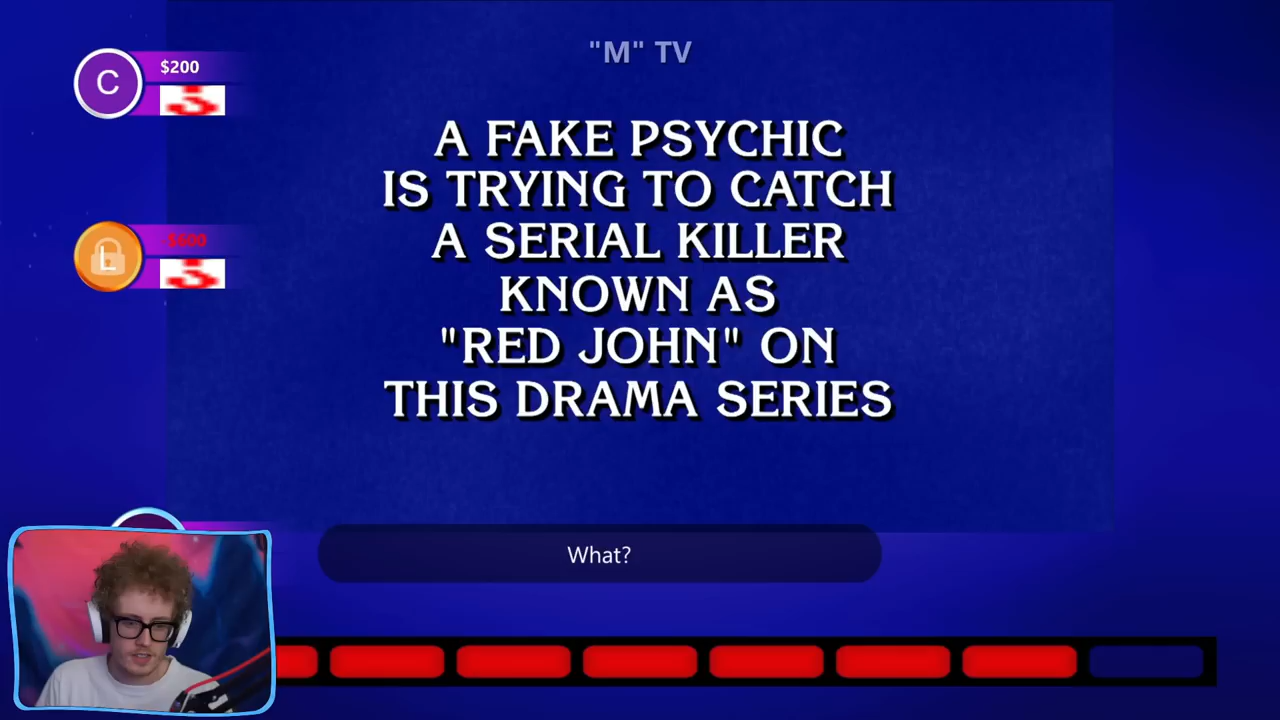 "M" TV
C
$200
A FAKE PSYCHIC
IS TRYING TO CATCH
A SERIAL KILLER
KNOWN AS
"RED JOHN" ON
THIS DRAMA SERIES
L
-$600
What?